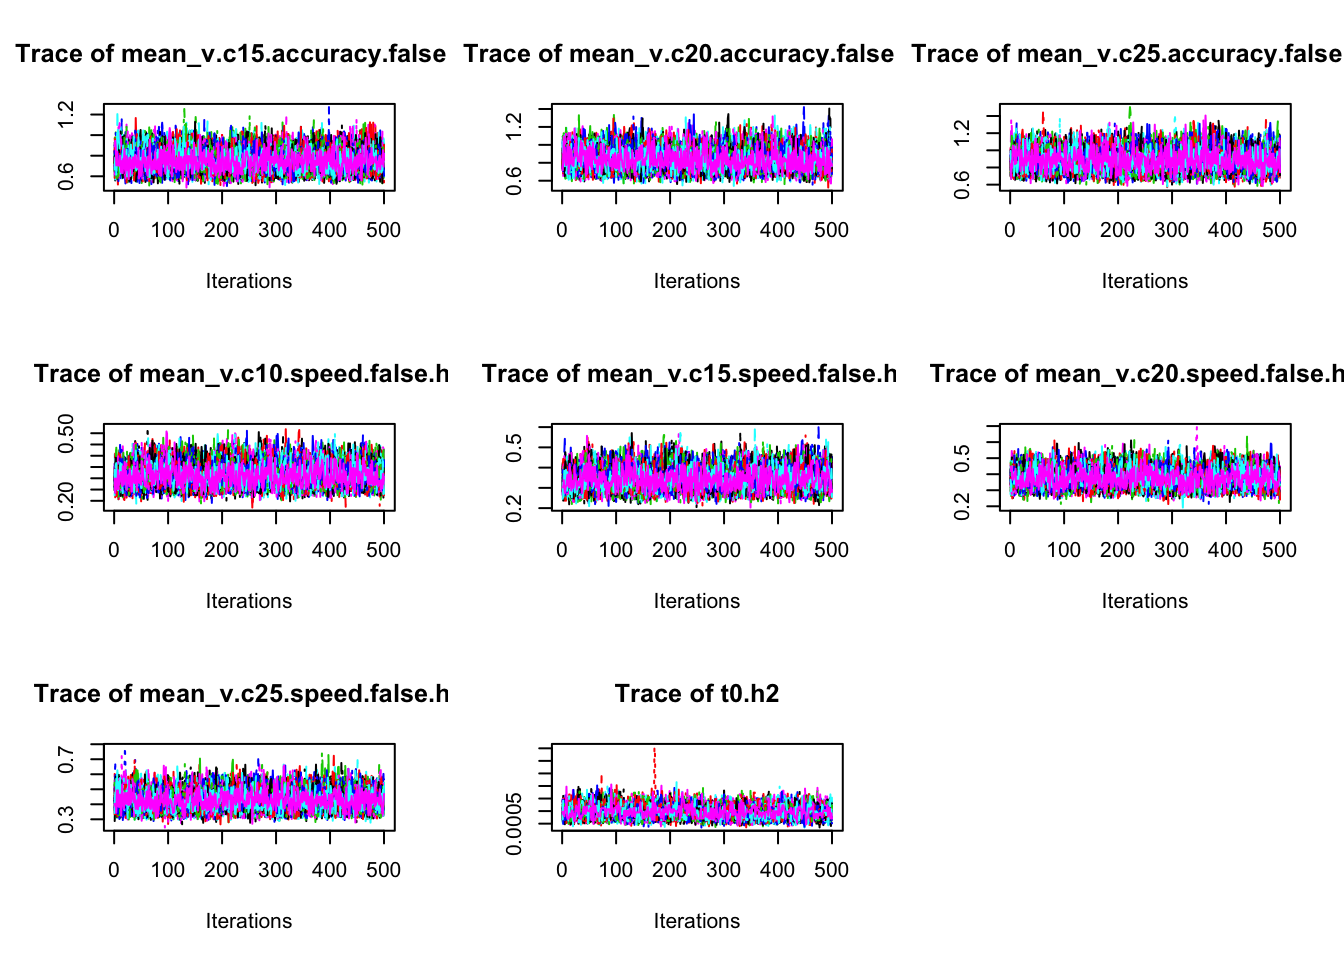 Trace of mean_v.c15.accuracy.false
Trace of mean_v.c20.accuracy.false
Trace of mean_v.c25.accuracy.false
0.6 1.2
0 100 200 300 400 500
Iterations
0.6 1.2
0 100 200 300 400 500
Iterations
0.6 1.2
0 100 200 300 400 500
Iterations
Trace of mean_v.c10.speed.false.h
Trace of mean_v.c15.speed.false.h
Trace of mean_v.c20.speed.false.h
0.20 0.50
0 100 200 300 400 500
Iterations
0.2 0.5
0 100 200 300 400 500
Iterations
0.2 0.5
0 100 200 300 400 500
Iterations
Trace of mean_v.c25.speed.false.h
Trace of t0.h2
0.3 0.7
0 100 200 300 400 500
Iterations
0.0005
0 100 200 300 400 500
Iterations